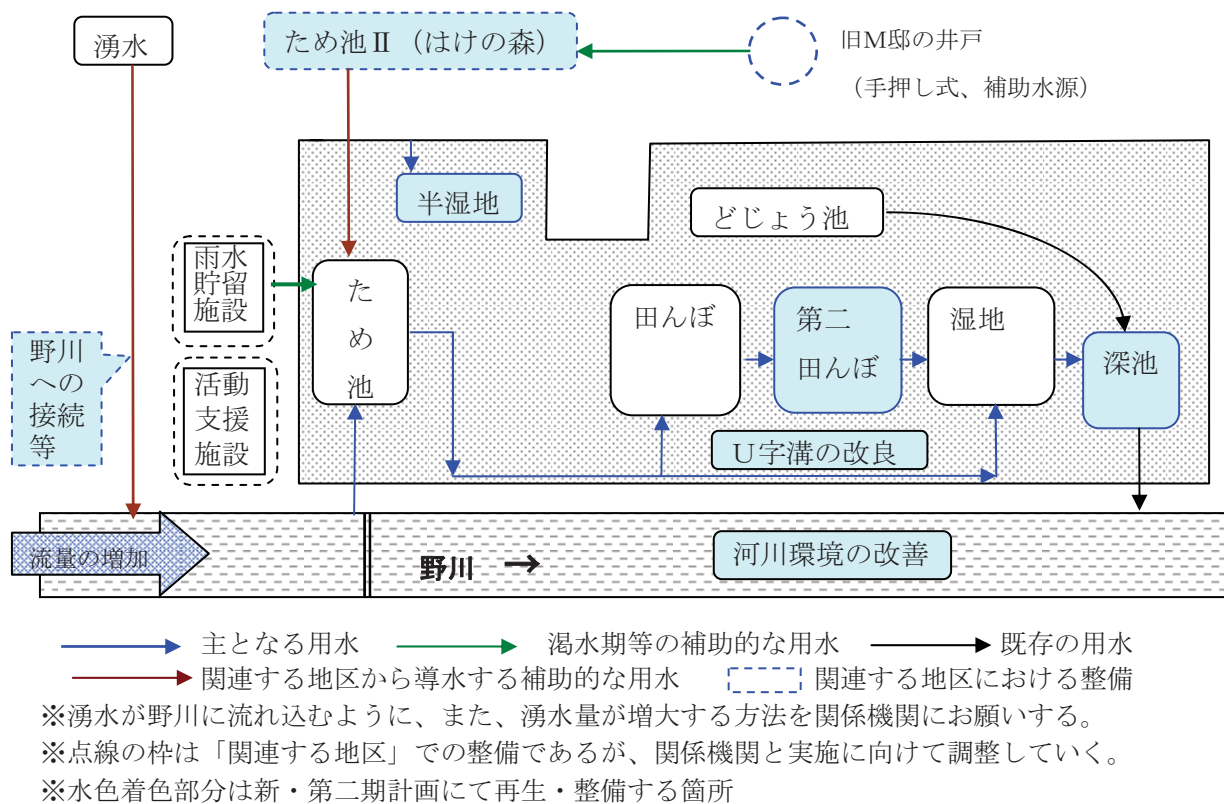 湧水
ため池Ⅱ（はけの森）
旧M邸の井戸
（手押し式、補助水源）
半湿地
どじょう池
雨水
貯留
施設
た
め
池
田んぼ
第二
田んぼ
湿地
深池
野川
への
接続
等
活動
支援
施設
U字溝の改良
流量の増加
野川 →
河川環境の改善
主となる用水
渇水期等の補助的な用水
既存の用水
関連する地区から導水する補助的な用水
関連する地区における整備
※湧水が野川に流れ込むように、また、湧水量が増大する方法を関係機関にお願いする。
※点線の枠は「関連する地区」での整備であるが、関係機関と実施に向けて調整していく。
※水色着色部分は新・第二期計画にて再生・整備する箇所